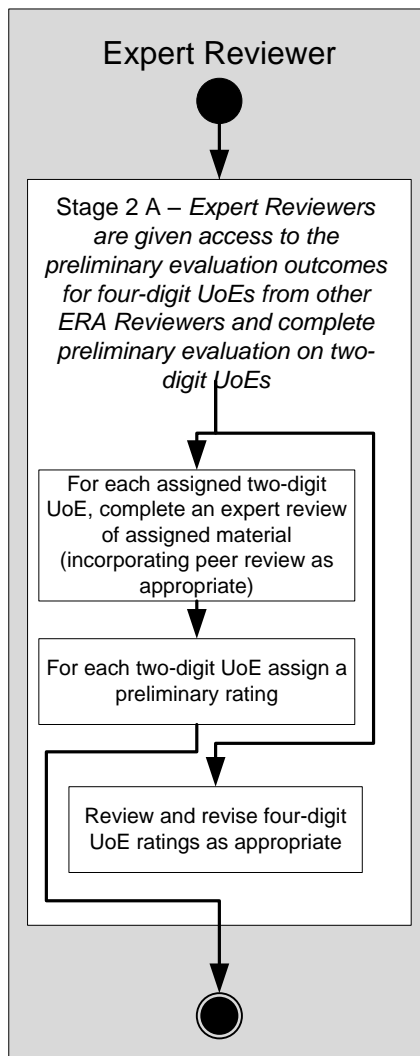 Expert Reviewer
Stage 2 A – Expert Reviewers
are given access to the
preliminary evaluation outcomes
for four-digit UoEs from other
ERA Reviewers and complete
preliminary evaluation on two-
digit UoEs
For each assigned two-digit
UoE, complete an expert review
of assigned material
(incorporating peer review as
appropriate)
For each two-digit UoE assign a
preliminary rating
Review and revise four-digit
UoE ratings as appropriate